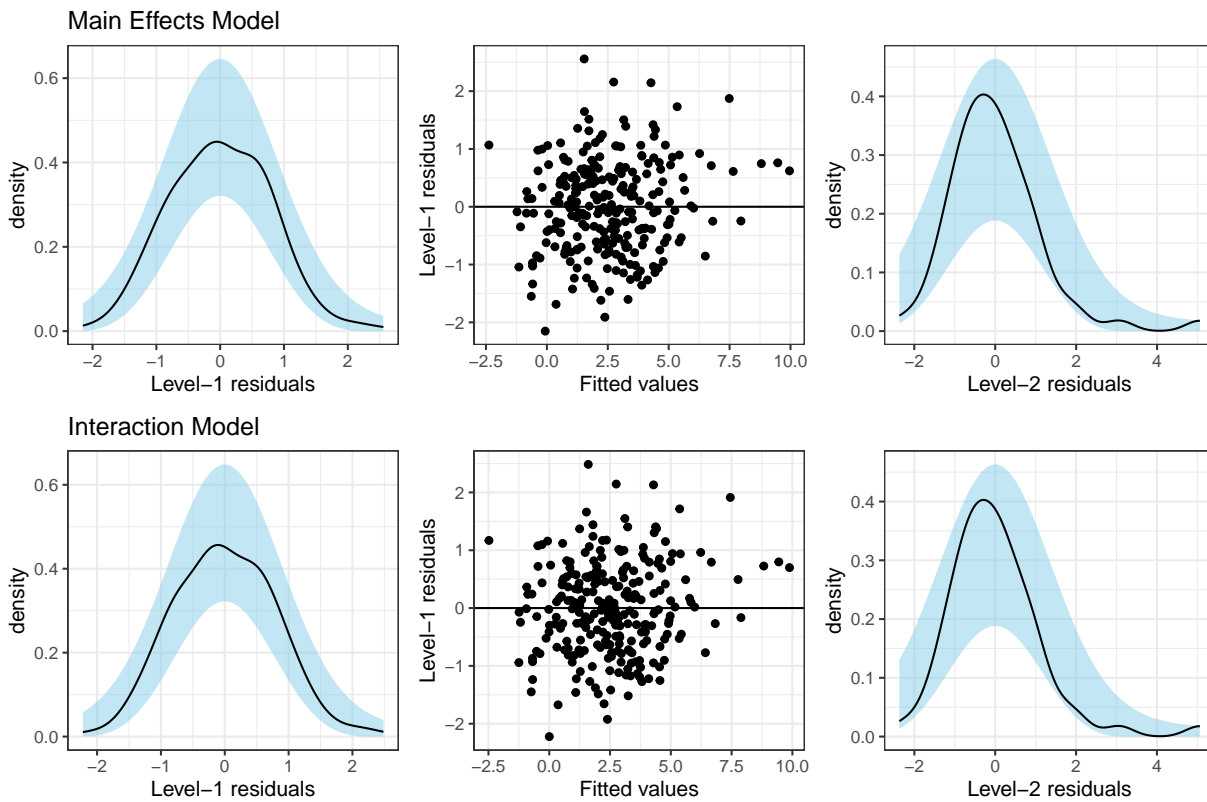 Main Effects Model
density
0.6
0.4
0.2
0.0
−2 −1 0 1 2
Level−1 residuals
Level−1 residuals
2
1
0
−1
−2
−2.5 0.0 2.5 5.0 7.5 10.0
Fitted values
density
0.4
0.3
0.2
0.1
0.0
−2 0 2 4
Level−2 residuals
Interaction Model
density
0.6
0.4
0.2
0.0
−2 −1 0 1 2
Level−1 residuals
Level−1 residuals
2
1
0
−1
−2
−2.5 0.0 2.5 5.0 7.5 10.0
Fitted values
density
0.4
0.3
0.2
0.1
0.0
−2 0 2 4
Level−2 residuals